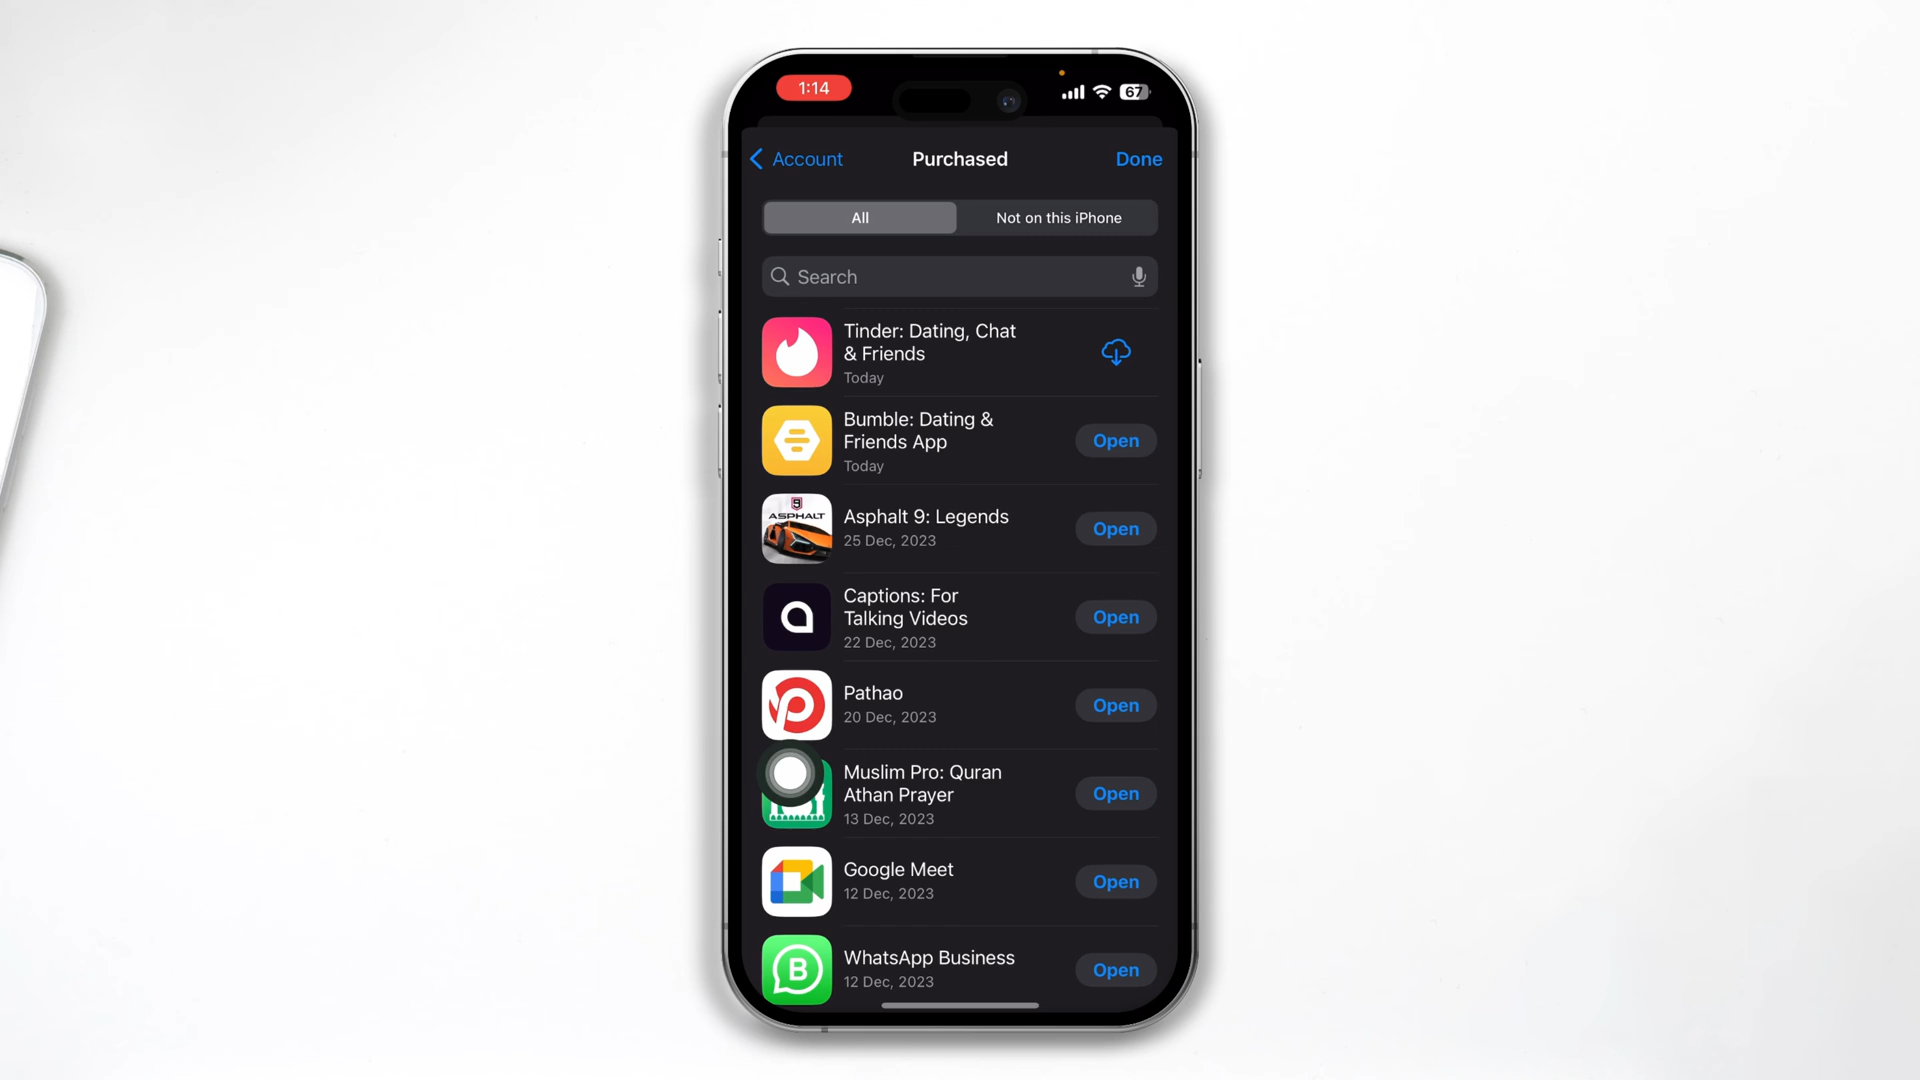 1:14
67
Account
Purchased
Done
All
Not on this iPhone
Search
Tinder: Dating, Chat
& Friends
Today
Bumble: Dating &
Friends App
Today
Open
9
ASPHALT
Asphalt 9: Legends
25 Dec, 2023
Open
Captions: For
Talking Videos
22 Dec, 2023
Open
Pathao
20 Dec, 2023
Open
Muslim Pro: Quran
Athan Prayer
13 Dec, 2023
Open
Google Meet
12 Dec, 2023
Open
B
WhatsApp Business
12 Dec, 2023
Open